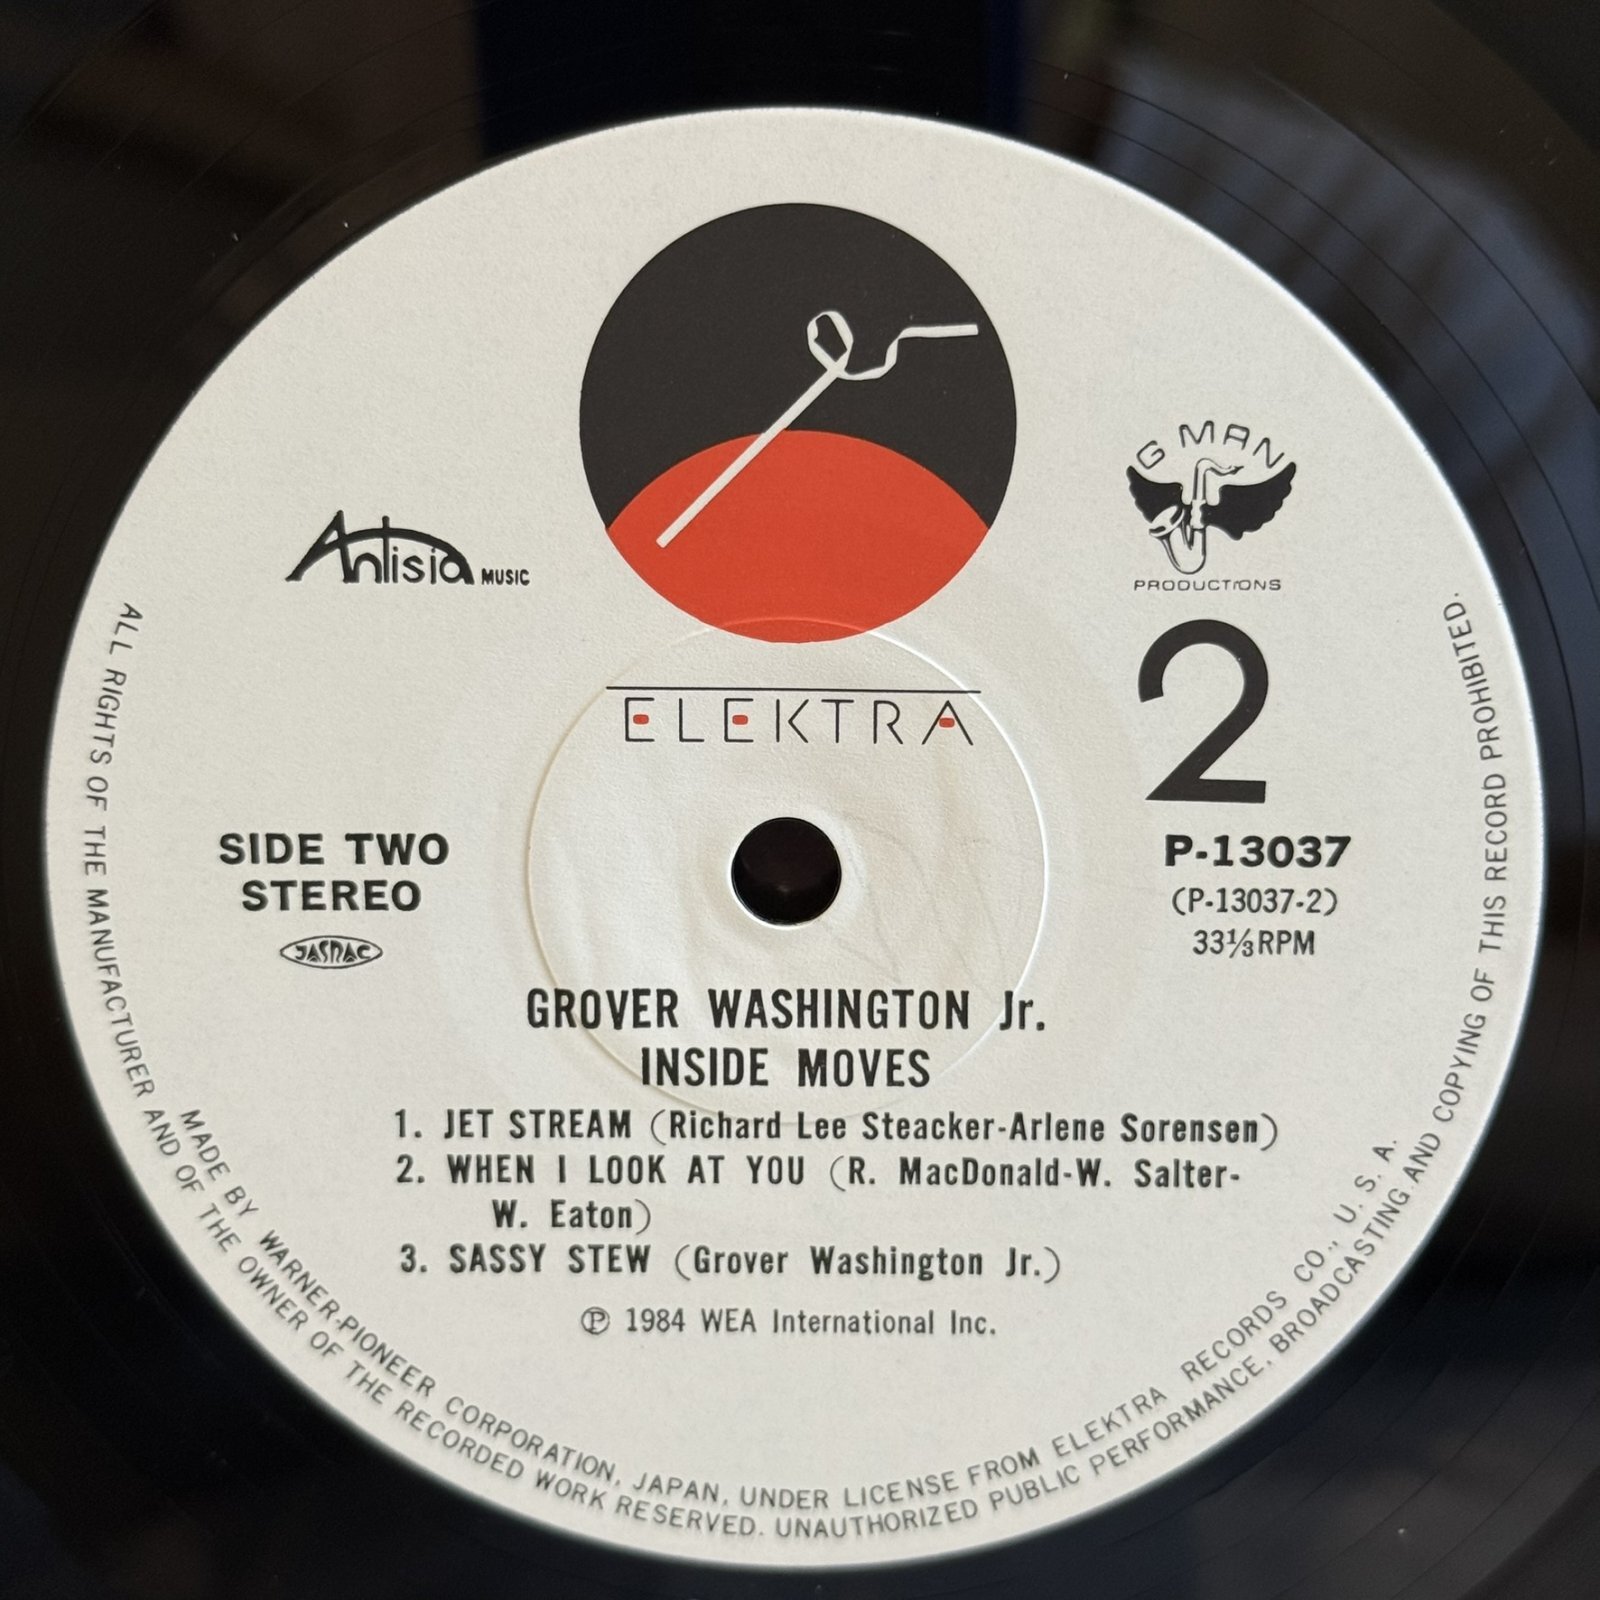 G MAN
PRODUCTIONS
Antisia MUSIC
ELEKTRA
2
SIDE TWO
STEREO
JASRAC
P-13037
(P-13037-2)
33⅓RPM
GROVER WASHINGTON Jr.
INSIDE MOVES
1. JET STREAM (Richard Lee Steacker-Arlene Sorensen)
2. WHEN I LOOK AT YOU (R. MacDonald-W. Salter-
W. Eaton)
3. SASSY STEW (Grover Washington Jr.)
Ⓟ 1984 WEA International Inc.
MADE BY WARNER-PIONEER CORPORATION, JAPAN, UNDER LICENSE FROM ELEKTRA RECORDS CO., U. S. A.
ALL RIGHTS OF THE MANUFACTURER AND OF THE OWNER OF THE RECORDED WORK RESERVED. UNAUTHORIZED PUBLIC PERFORMANCE, BROADCASTING AND COPYING OF THIS RECORD PROHIBITED.